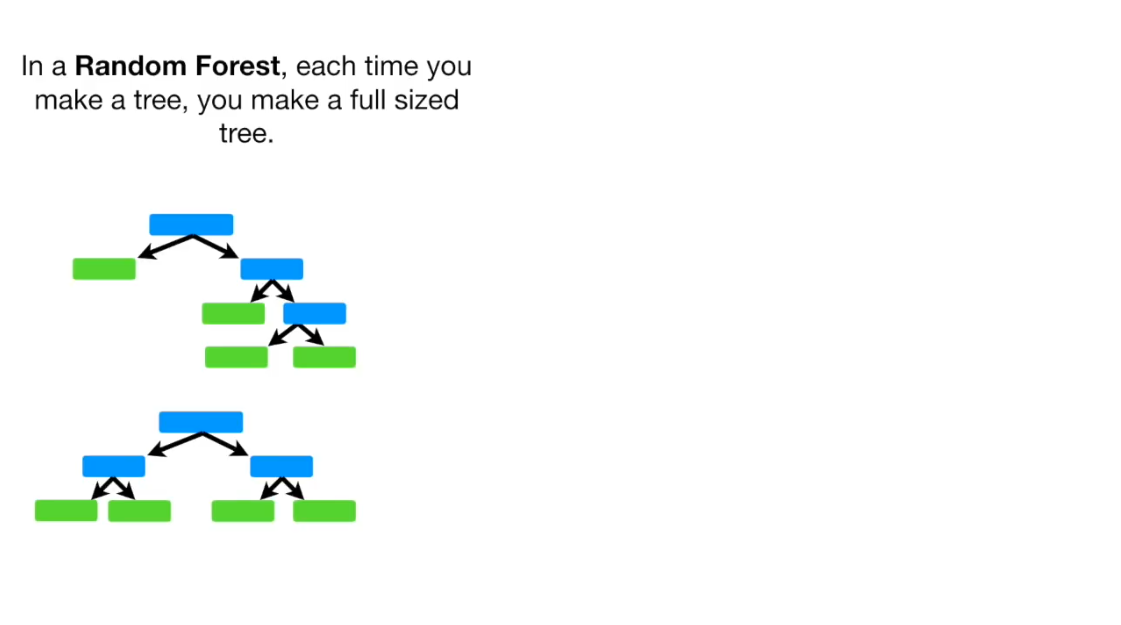 In a Random Forest, each time you
make a tree, you make a full sized
tree.